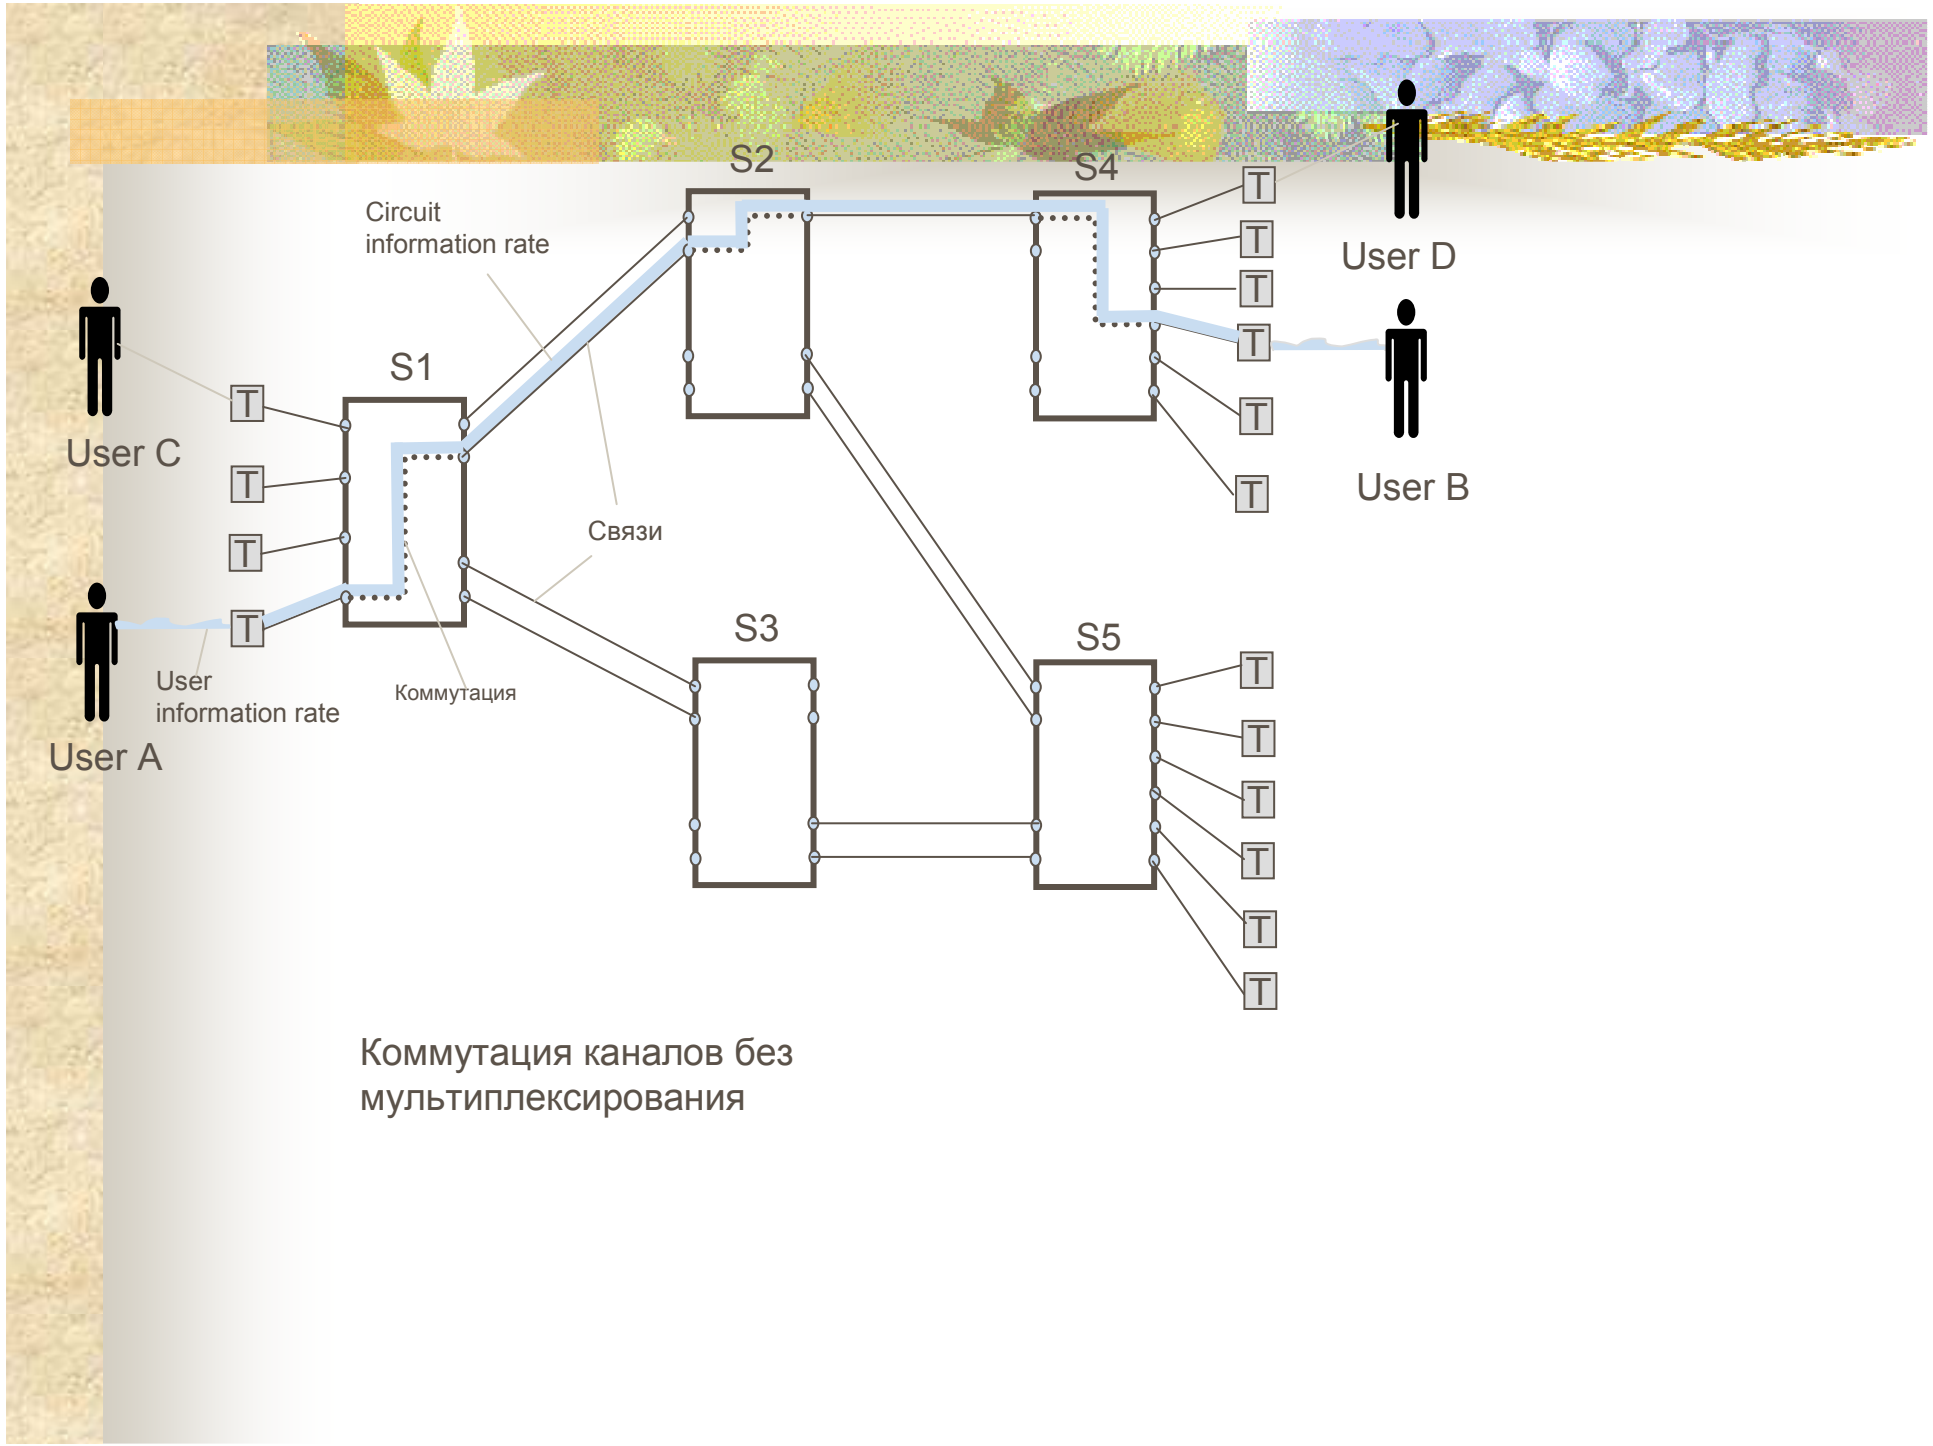 S2
S4
T
Circuit
information rate
T
User D
T
T
S1
T
T
User C
T
User B
T
T
Связи
T
T
S3
S5
T
User
information rate
Коммутация
User A
T
T
T
T
T
Коммутация каналов без
мультиплексирования